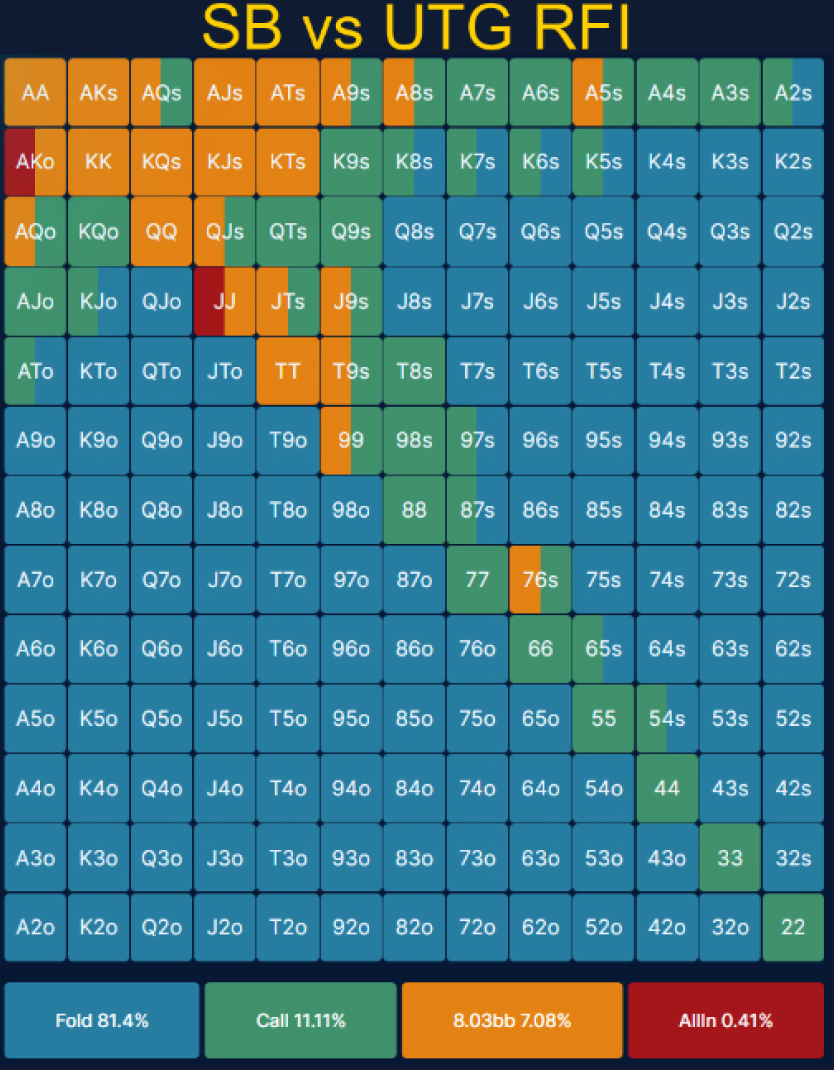 SB vs UTG RFI
AA AKs AQs AJs ATs A9s A8s A7s A6s A5s A4s A3s A2s
AKo KK KQs KJs KTs K9s K8s K7s K6s K5s K4s K3s K2s
AQo KQo QQ QJs QTs Q9s Q8s Q7s Q6s Q5s Q4s Q3s Q2s
AJo KJo QJo JJ JTs J9s J8s J7s J6s J5s J4s J3s J2s
ATo KTo QTo JTo TT T9s T8s T7s T6s T5s T4s T3s T2s
A9o K9o Q9o J9o T9o 99 98s 97s 96s 95s 94s 93s 92s
A8o K8o Q8o J8o T8o 98o 88 87s 86s 85s 84s 83s 82s
A7o K7o Q7o J7o T7o 97o 87o 77 76s 75s 74s 73s 72s
A6o K6o Q6o J6o T6o 96o 86o 76o 66 65s 64s 63s 62s
A5o K5o Q5o J5o T5o 95o 85o 75o 65o 55 54s 53s 52s
A4o K4o Q4o J4o T4o 94o 84o 74o 64o 54o 44 43s 42s
A3o K3o Q3o J3o T3o 93o 83o 73o 63o 53o 43o 33 32s
A2o K2o Q2o J2o T2o 92o 82o 72o 62o 52o 42o 32o 22
Fold 81.4% Call 11.11% 8.03bb 7.08% AllIn 0.41%